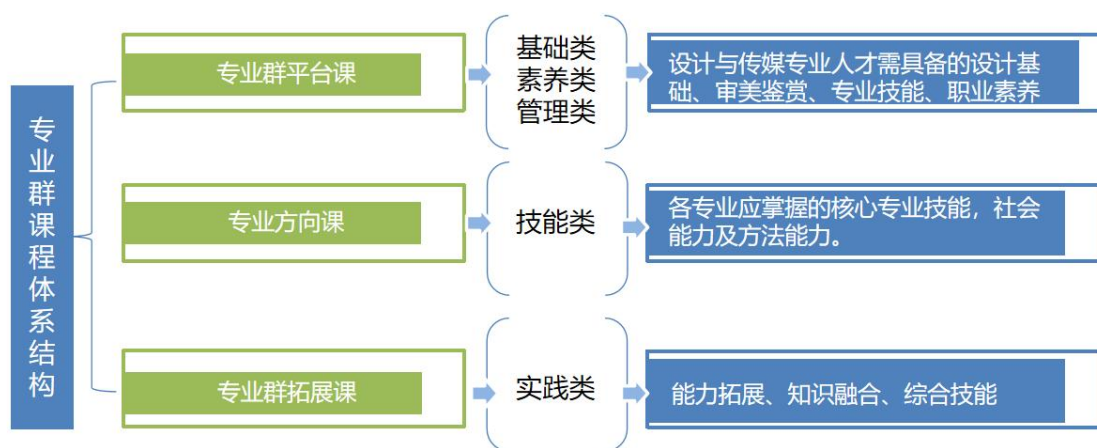 专业群课程体系结构
专业群平台课
基础类
素养类
管理类
设计与传媒专业人才需具备的设计基
础、审美鉴赏、专业技能、职业素养
专业方向课
技能类
各专业应掌握的核心专业技能，社会
能力及方法能力。
专业群拓展课
实践类
能力拓展、知识融合、综合技能